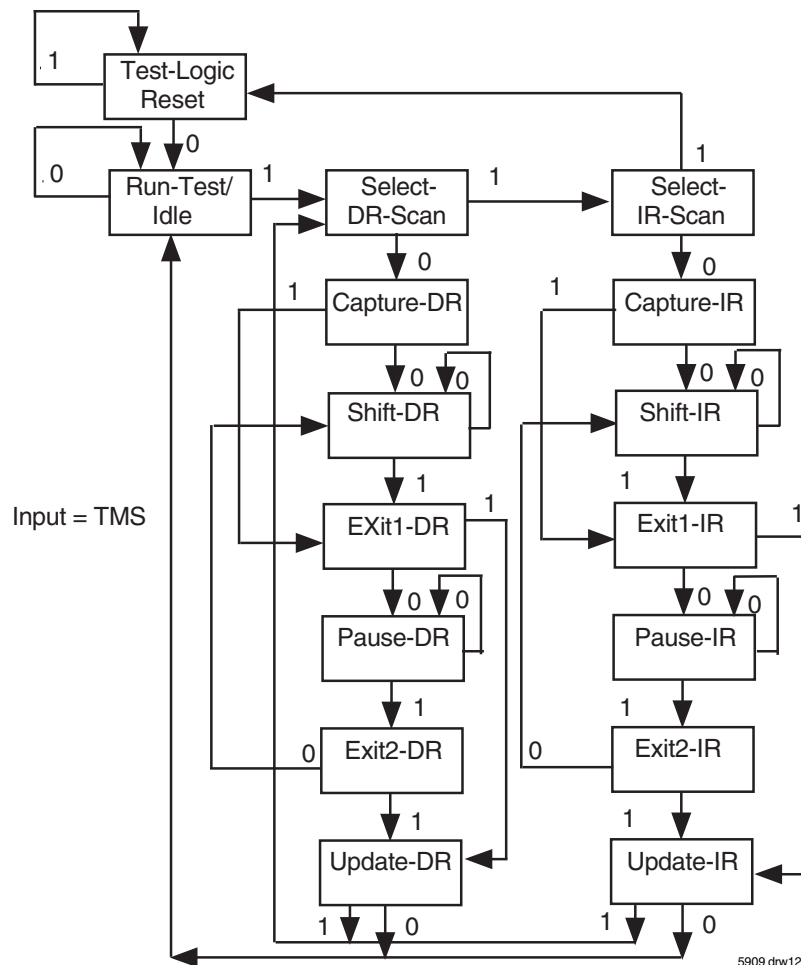 1
Test-Logic
Reset
0
0
Run-Test/
Idle
1
Select-
DR-Scan
1
Select-
IR-Scan
1
0
0
1
Capture-DR
1
Capture-IR
0
0
0
0
Shift-DR
Shift-IR
1
1
Input = TMS
EXit1-DR
1
Exit1-IR
1
0
0
0
0
Pause-DR
Pause-IR
1
1
0
Exit2-DR
0
Exit2-IR
1
1
Update-DR
Update-IR
1
0
1
0
5909 drw12